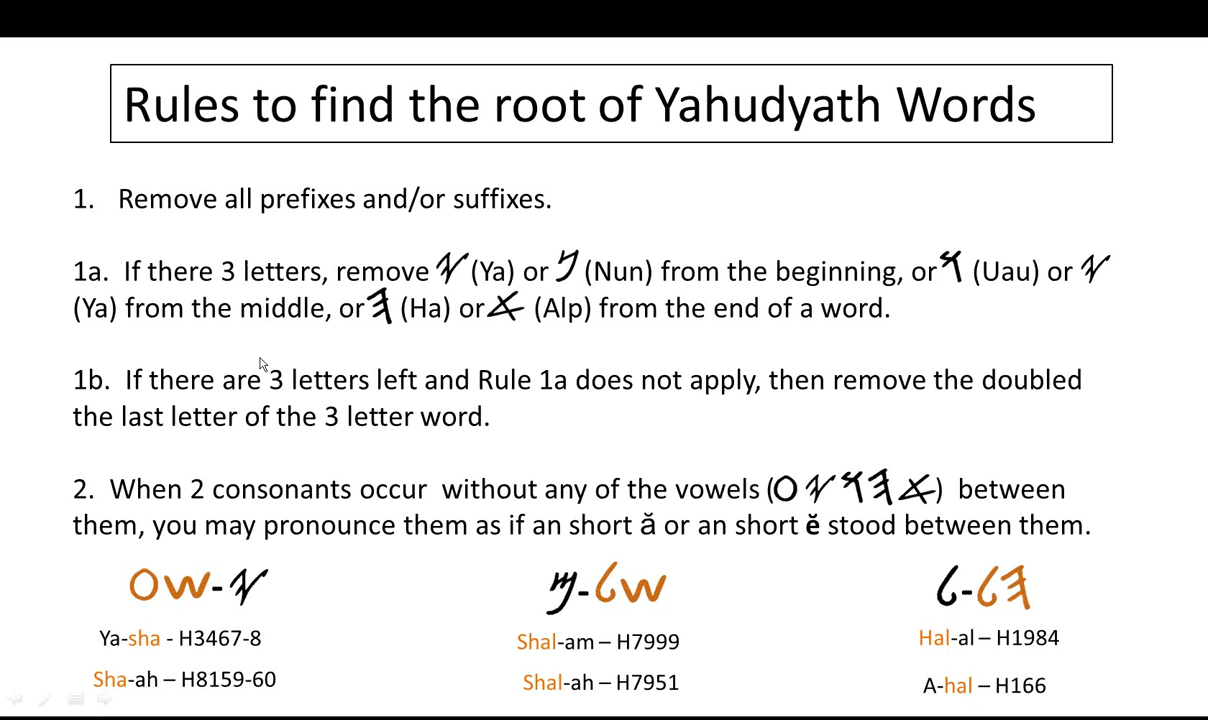 Rules to find the root of Yahudyath Words
1. Remove all prefixes and/or suffixes.
1a. If there 3 letters, remove 𐤉 (Ya) or 𐤍 (Nun) from the beginning, or 𐤅 (Uau) or 𐤉
(Ya) from the middle, or 𐤄 (Ha) or 𐤀 (Alp) from the end of a word.
1b. If there are 3 letters left and Rule 1a does not apply, then remove the doubled
the last letter of the 3 letter word.
2. When 2 consonants occur without any of the vowels (𐤀𐤄𐤅𐤉𐤏) between
them, you may pronounce them as if an short ă or an short ĕ stood between them.
𐤉-𐤔𐤏 𐤔𐤋-𐤌 𐤄𐤋-𐤋
Ya-sha - H3467-8 Shal-am – H7999 Hal-al – H1984
Sha-ah – H8159-60 Shal-ah – H7951 A-hal – H166